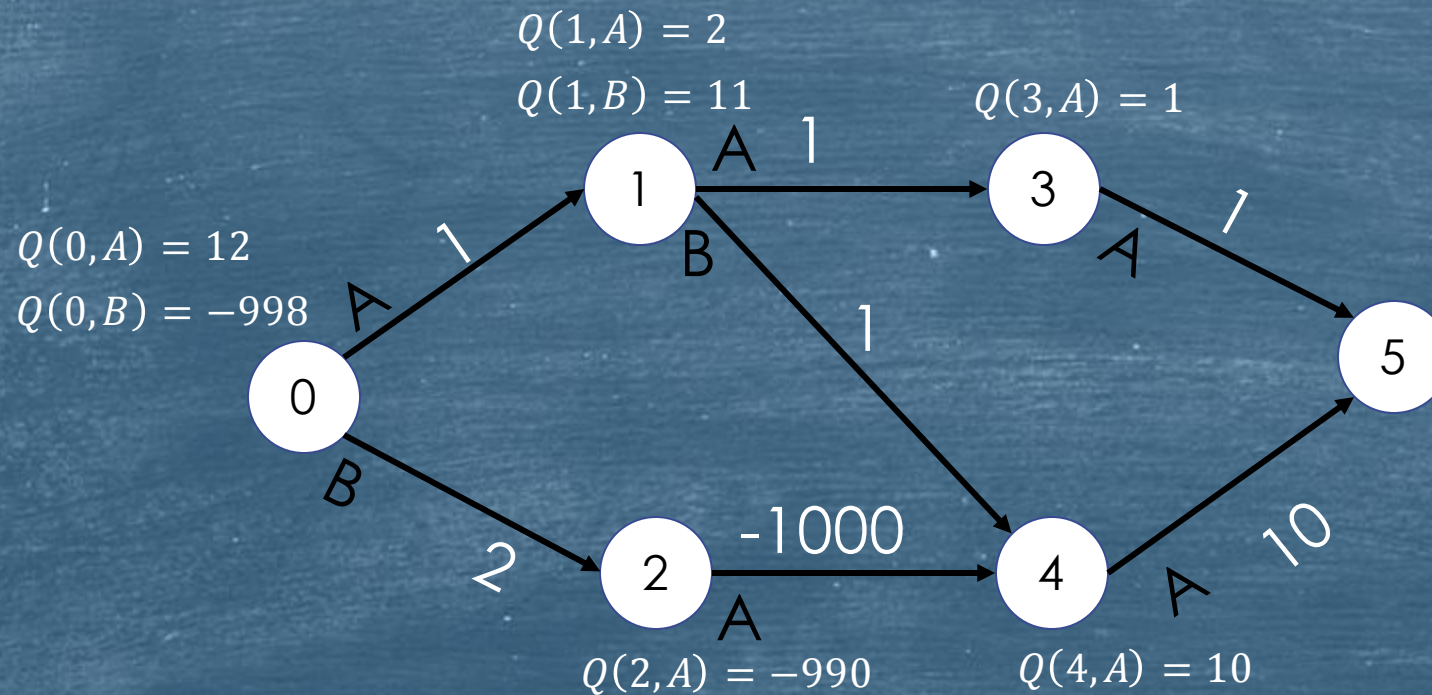 Q(1,A) = 2
Q(1,B) = 11
Q(3,A) = 1
A 1
1
3
1
A
B
Q(0,A) = 12
Q(0,B) = −998
1
A
1
5
0
B
2
-1000
2
4
10
A
A
Q(2,A) = −990
Q(4,A) = 10